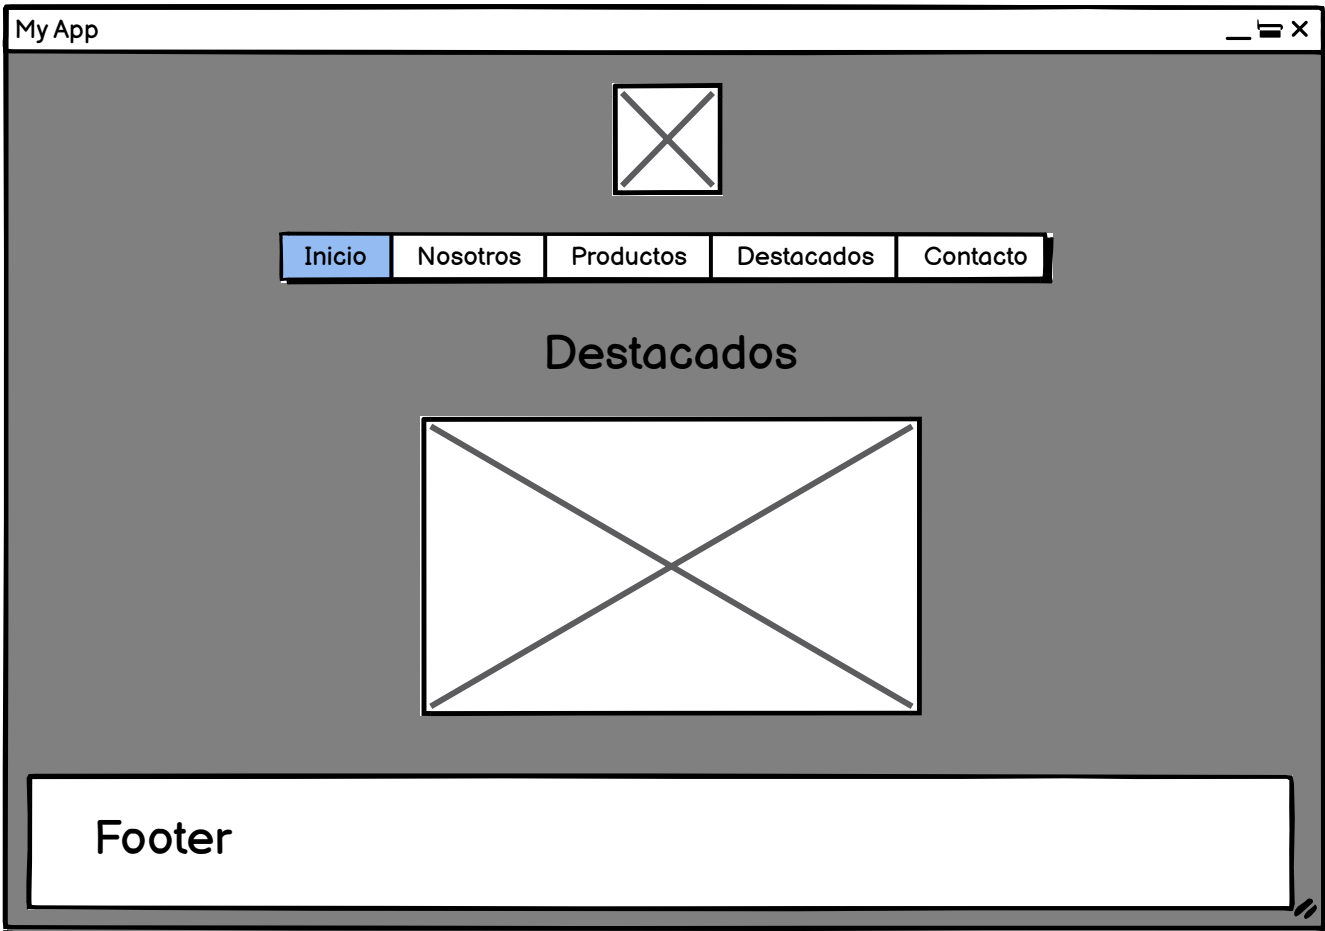 My App
Inicio Nosotros Productos Destacados Contacto
Destacados
Footer